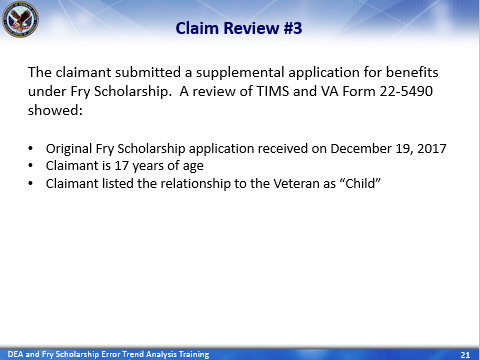 Claim Review #3
The claimant submitted a supplemental application for benefits
under Fry Scholarship.  A review of TIMS and VA Form 22-5490
showed:
• Original Fry Scholarship application received on December 19, 2017
• Claimant is 17 years of age
• Claimant listed the relationship to the Veteran as “Child”
DEA and Fry Scholarship Error Trend Analysis Training
21